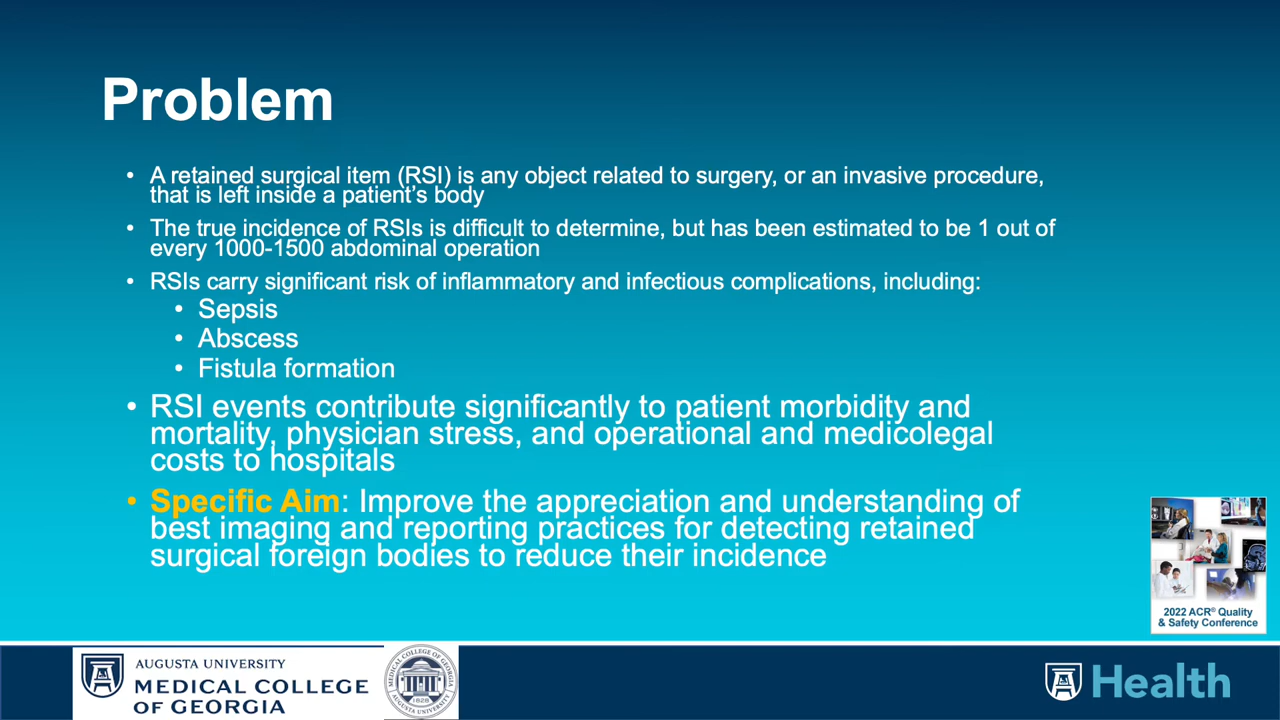 Problem
• A retained surgical item (RSI) is any object related to surgery, or an invasive procedure,
that is left inside a patient's body
• The true incidence of RSIs is difficult to determine, but has been estimated to be 1 out of
every 1000-1500 abdominal operation
• RSIs carry significant risk of inflammatory and infectious complications, including:
• Sepsis
• Abscess
• Fistula formation
• RSI events contribute significantly to patient morbidity and
mortality, physician stress, and operational and medicolegal
costs to hospitals
• Specific Aim: Improve the appreciation and understanding of
best imaging and reporting practices for detecting retained
surgical foreign bodies to reduce their incidence
2022 ACR® Quality
& Safety Conference
AUGUSTA UNIVERSITY
MEDICAL COLLEGE
OF GEORGIA
MEDICAL COLLEGE OF GEORGIA
AUGUSTA UNIVERSITY
1828
Health